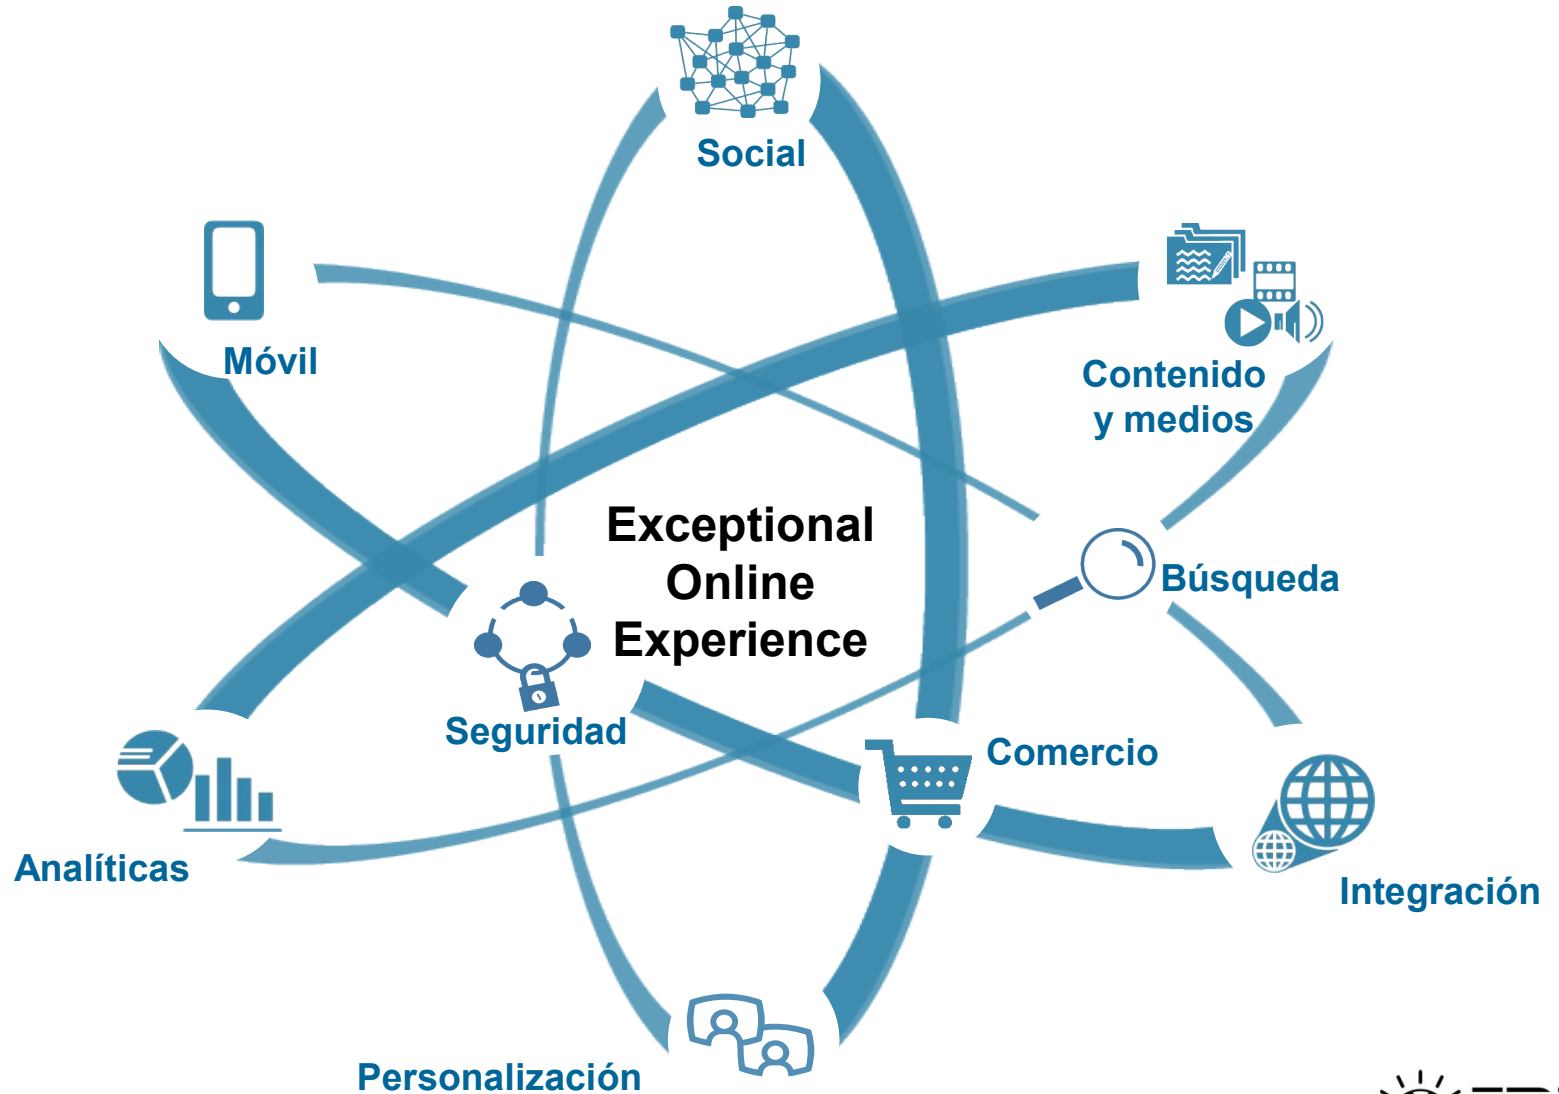 Social
Móvil
Contenido
y medios
Exceptional
Online
Experience
Búsqueda
Seguridad
Comercio
Analíticas
Integración
Personalización